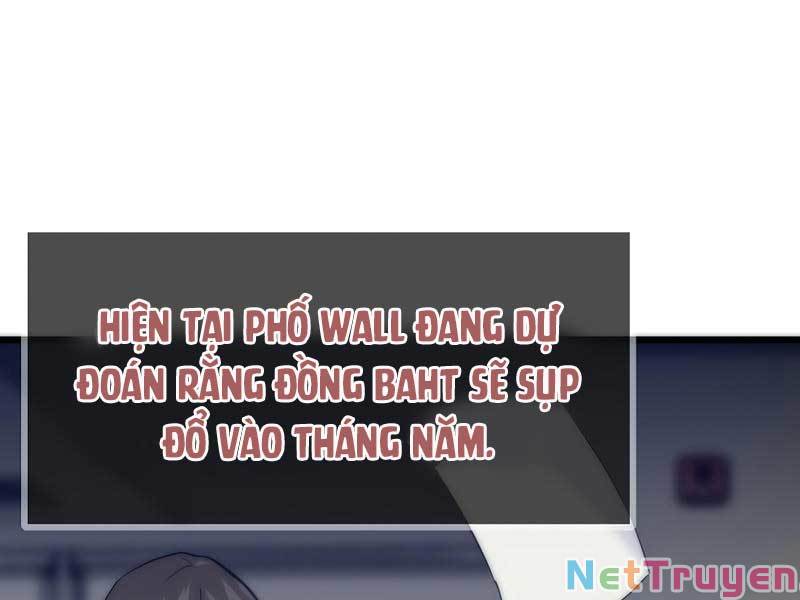 HIỆN TẠI PHỐ WALL ĐANG DỰ
ĐOÁN RẰNG ĐỒNG BAHT SẼ SỤP
ĐỔ VÀO THÁNG NĂM.
NetTruyen